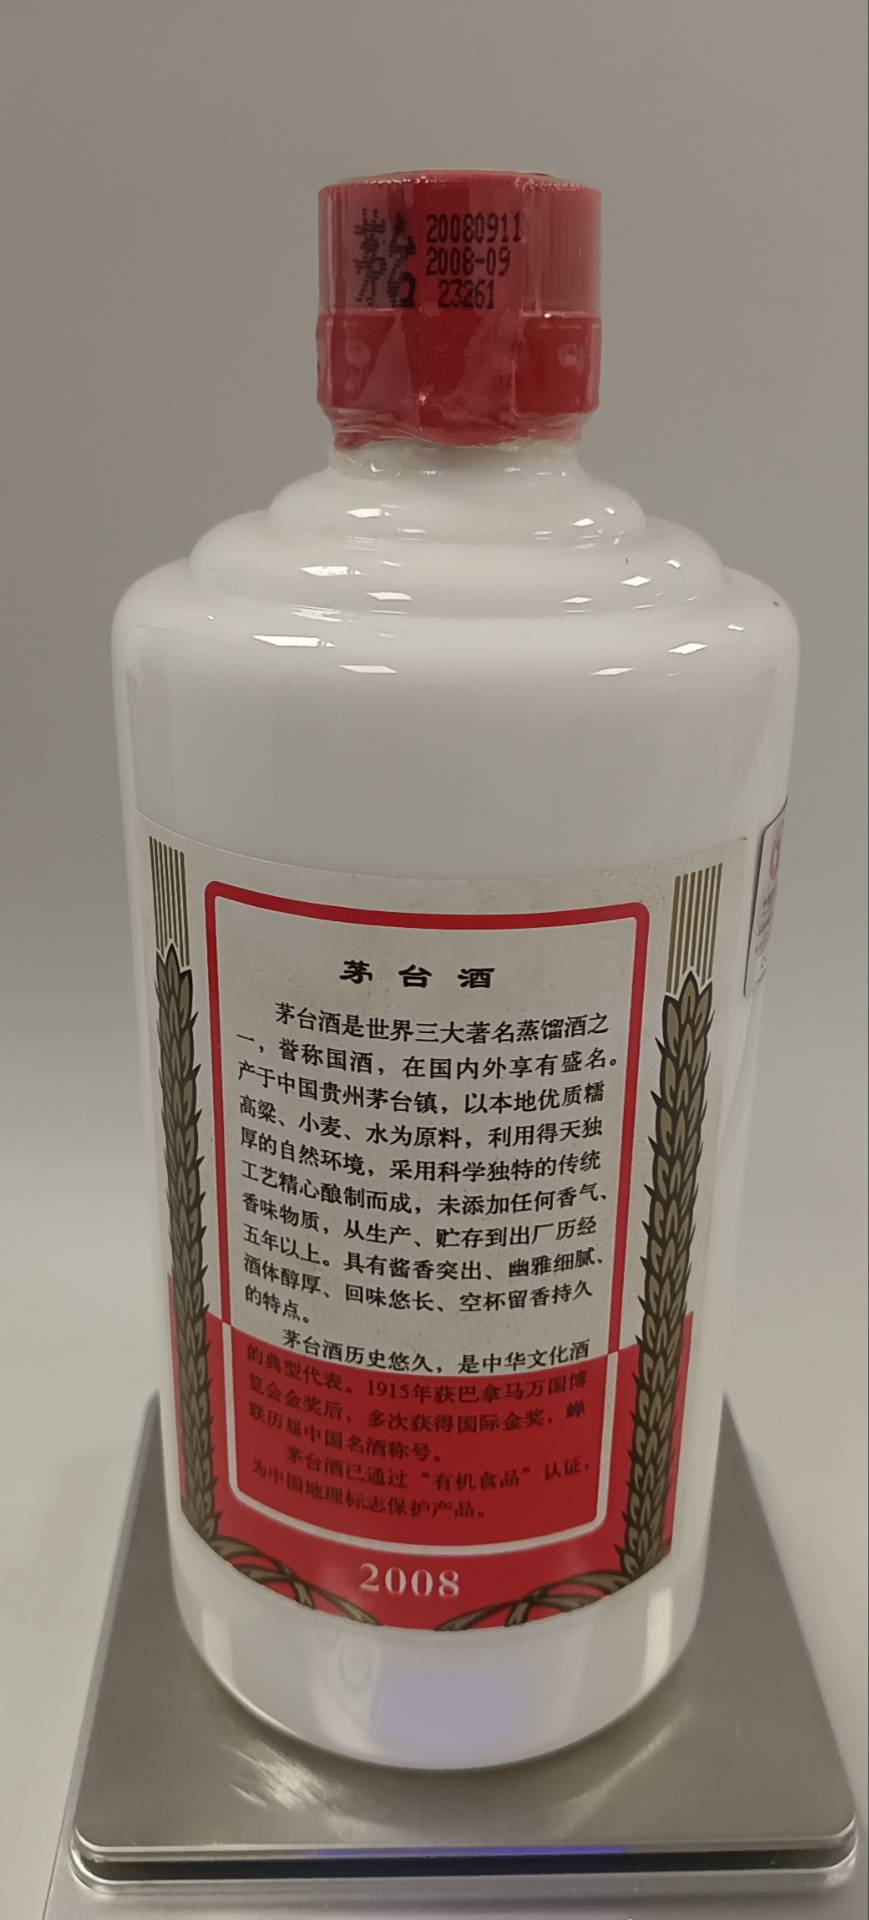 茅台
20080911
2008-09
23261
茅台酒
茅台酒是世界三大著名蒸馏酒之
一，誉称国酒，在国内外享有盛名。
产于中国贵州茅台镇，以本地优质糯
高粱、小麦、水为原料，利用得天独
厚的自然环境，采用科学独特的传统
工艺精心酿制而成，未添加任何香气、
香味物质，从生产、贮存到出厂历经
五年以上。具有酱香突出、幽雅细腻、
酒体醇厚、回味悠长、空杯留香持久
的特点。
茅台酒历史悠久，是中华文化酒
的典型代表。1915年获巴拿马万国博
览会金奖后，多次获得国际金奖，蝉
联历届中国名酒称号。
茅台酒已通过“有机食品”认证，
为中国地理标志保护产品。
2008